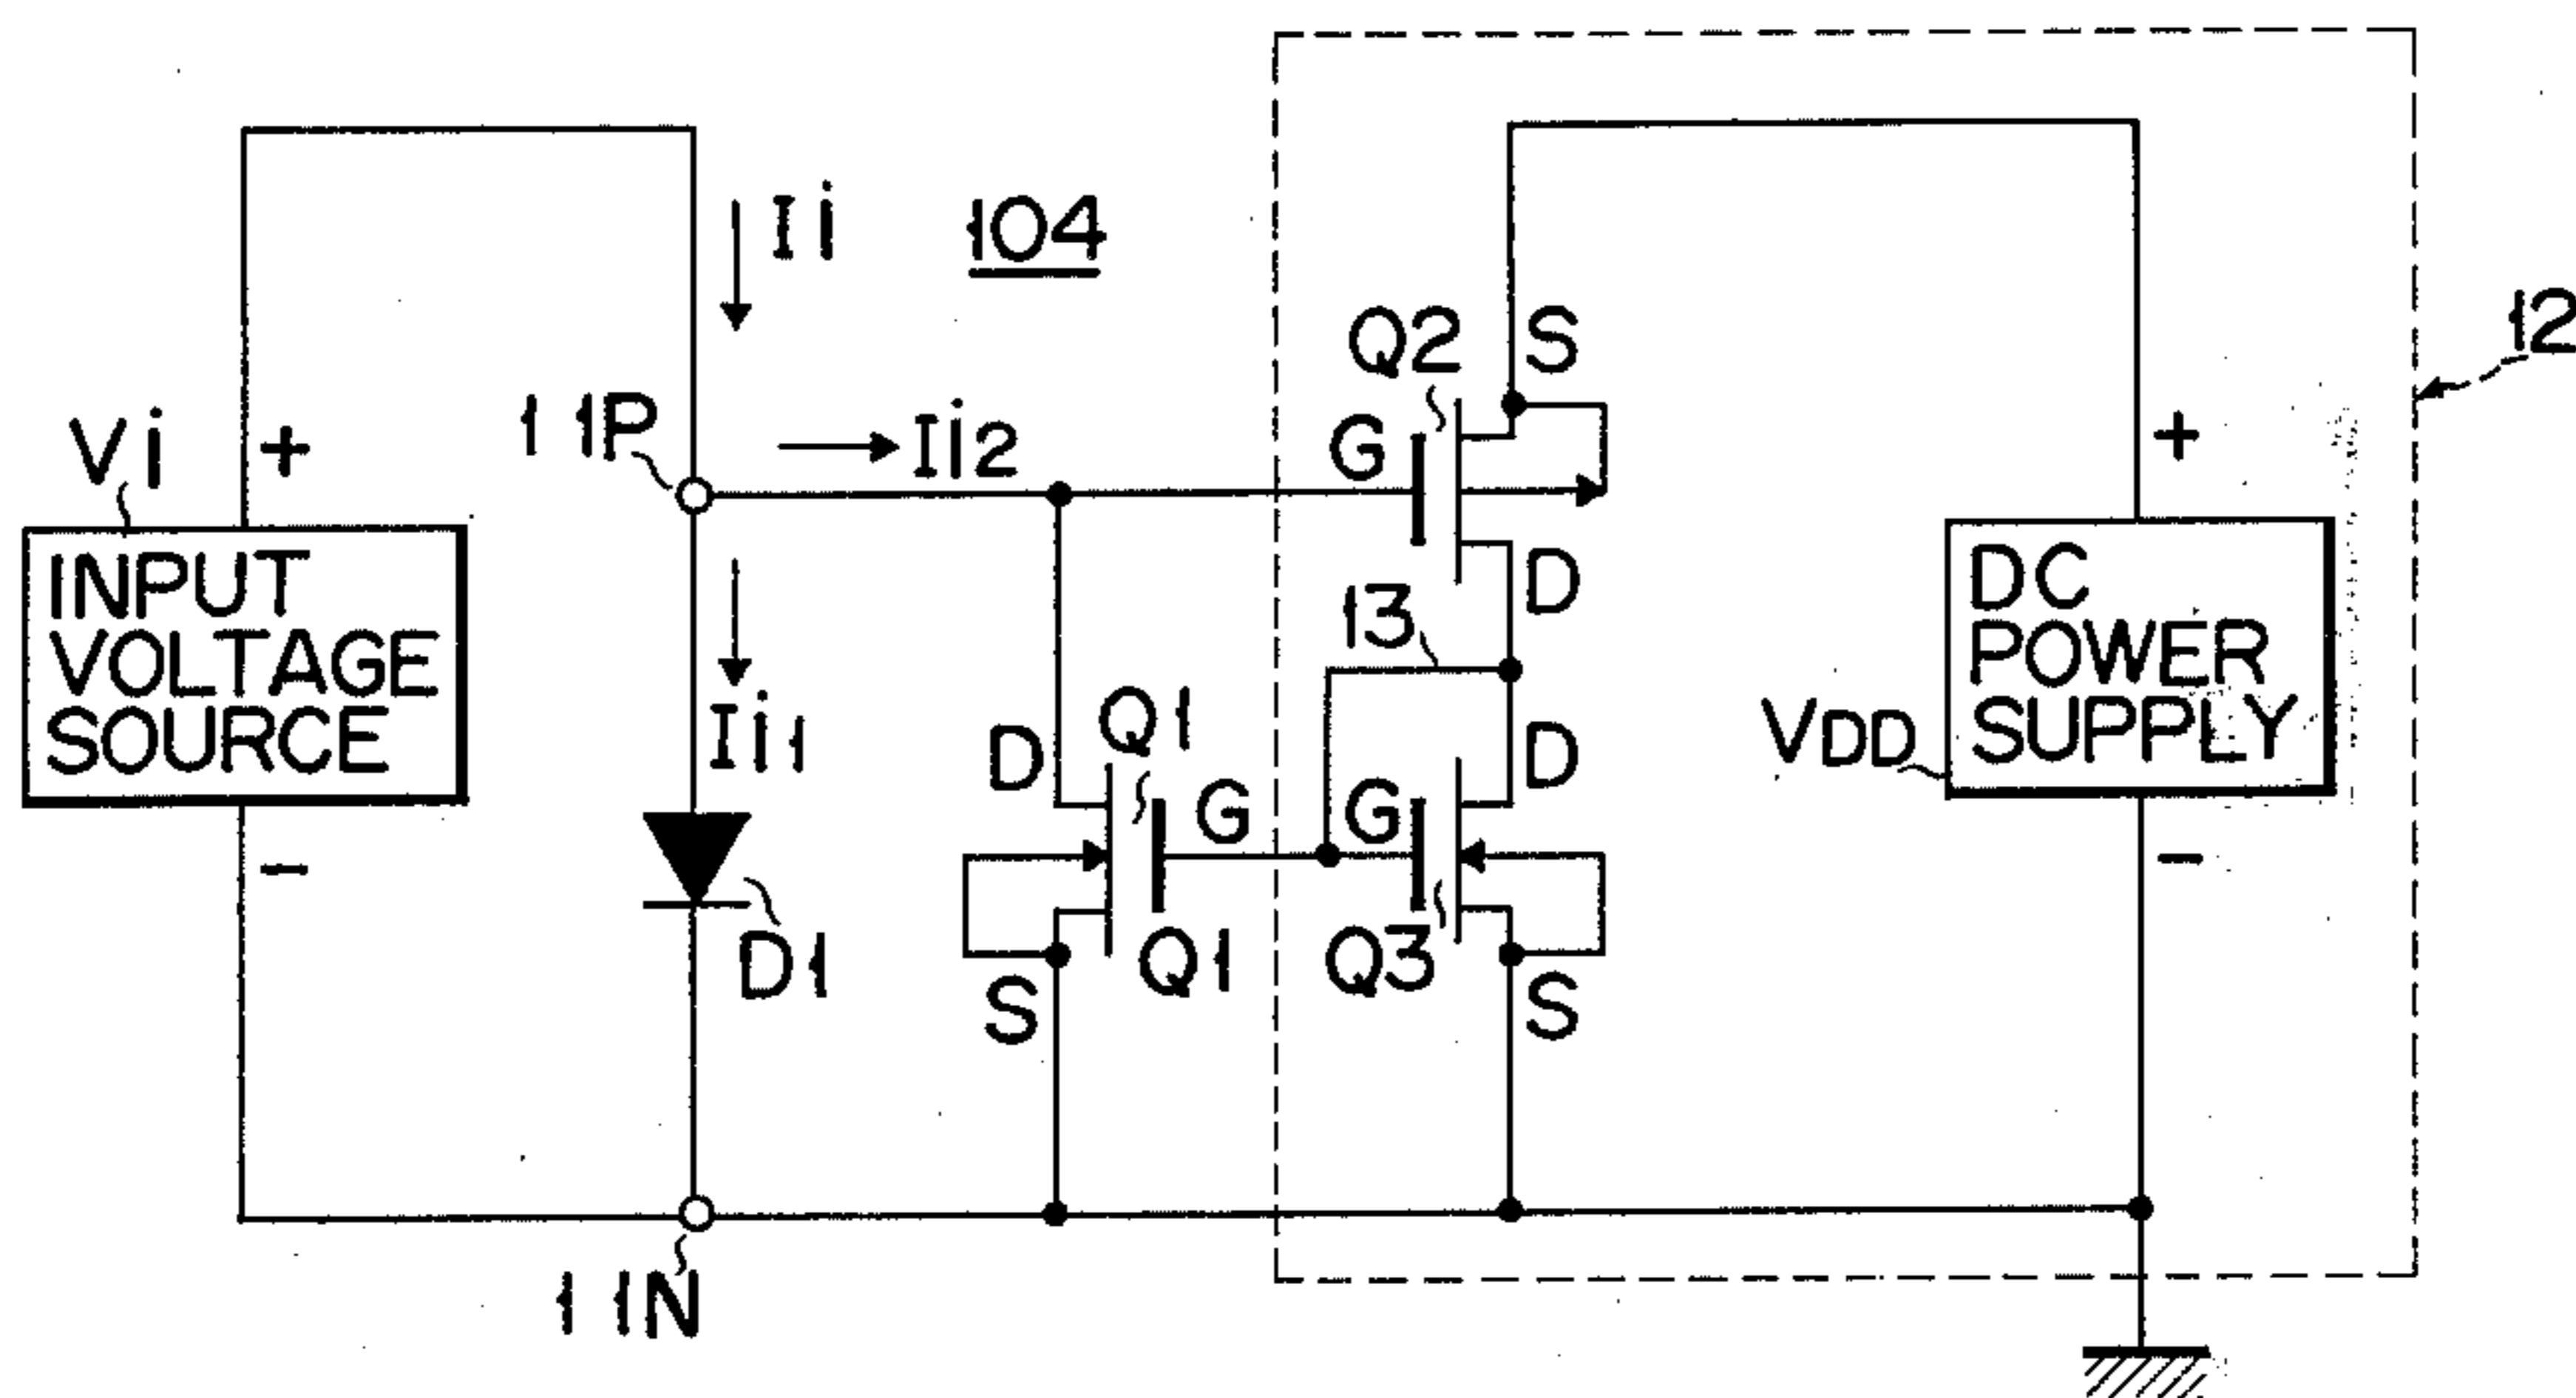 Ii
104
12
Q2
S
11P
Ii2
G
Vi
+
+
INPUT
VOLTAGE
SOURCE
D
13
DC
POWER
SUPPLY
VDD
Ii1
D
Q1
G
G
D
-
-
D1
S
Q1
Q3
S
11N